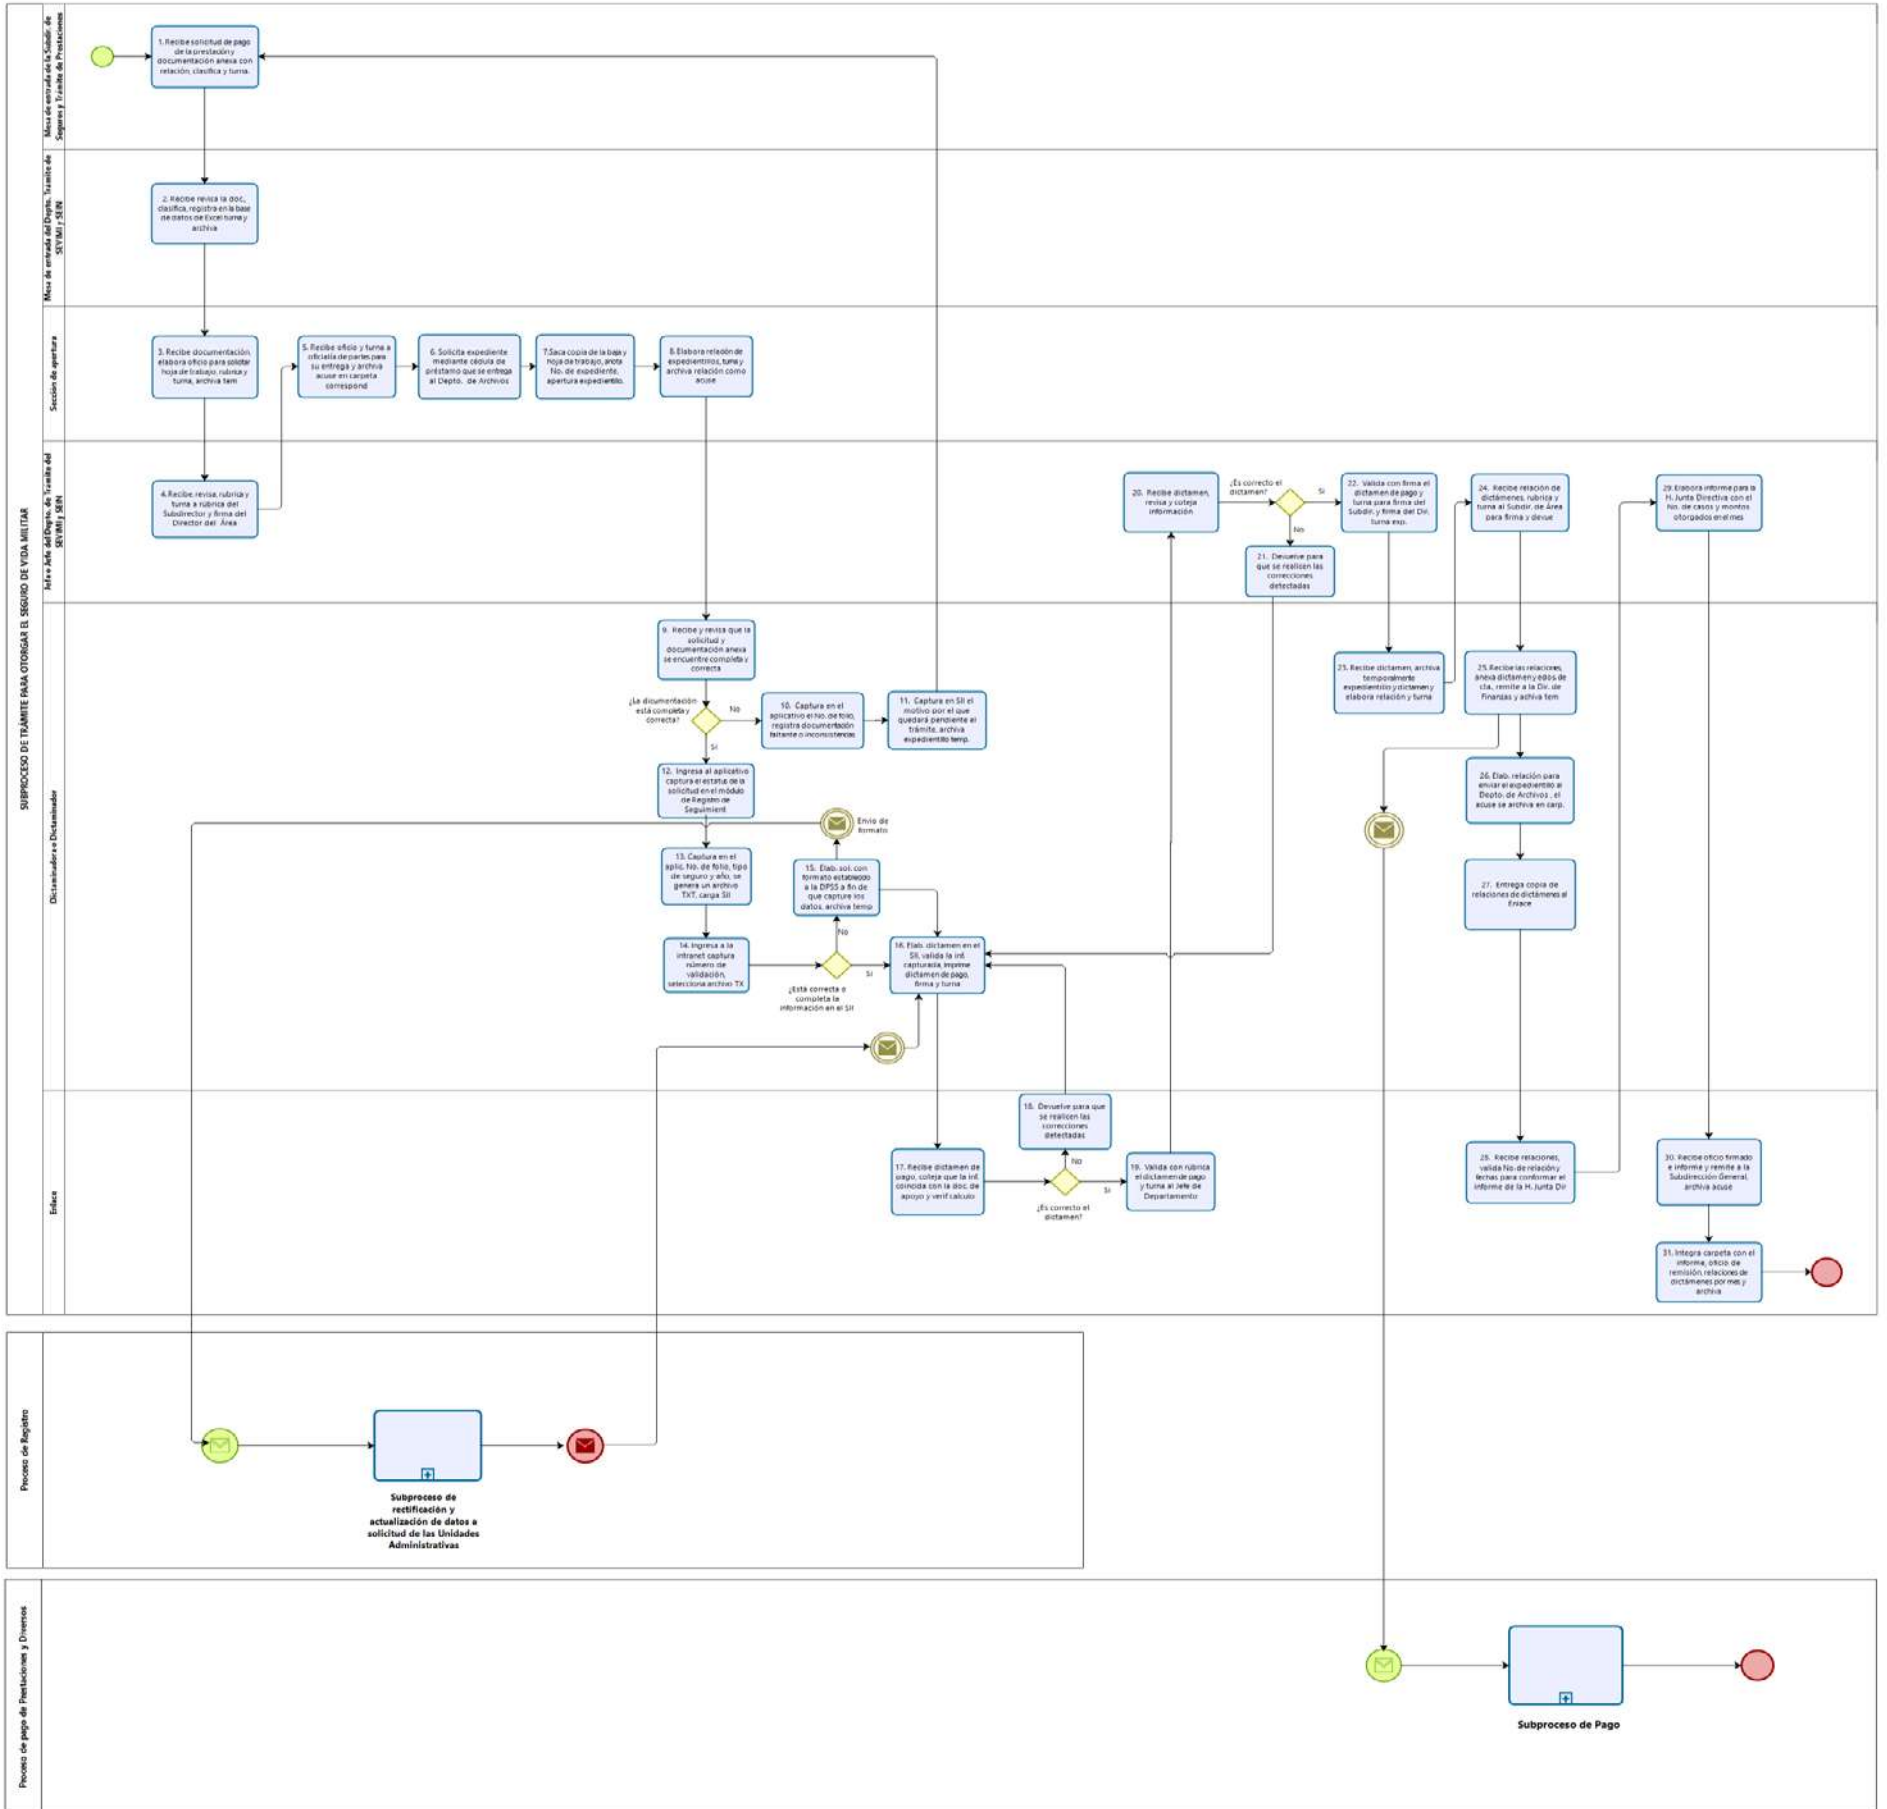 SUBPROCESO DE TRÁMITE PARA OTORGAR EL SEGURO DE VIDA MILITAR
Mesa de entrada de la Subdir. de
Seguros y Trámite de Prestaciones
1. Recibe solicitud de pago
de la prestación y
documentación anexa con
relación, clasifica y turna.
Mesa de entrada del Depto. Trámite de
SEVIMI y SEIN
2. Recibe revisa la doc.,
clasifica, registra en la base
de datos de Excel turna y
archiva
Sección de apertura
3. Recibe documentación,
elabora oficio para solicitar
hoja de trabajo, rubrica y
turna, archiva tem
5. Recibe oficio y turna a
oficialía de partes para
su entrega y archiva
acuse en carpeta
correspond
6. Solicita expediente
mediante cédula de
préstamo que se entrega
al Depto. de Archivos
7.Saca copia de la baja y
hoja de trabajo, anota
No. de expediente,
apertura expedientillo.
8.Elabora relación de
expedientillos, turna y
archiva relación como
acuse
Jefa o Jefe del Depto. de Trámite del
SEVIMI y SEIN
4. Recibe, revisa, rubrica y
turna a rúbrica del
Subdirector y firma del
Director del Área
20. Recibe dictamen,
revisa y coteja
información
¿Es correcto el
dictamen?
Si
No
21. Devuelve para
que se realicen las
correcciones
detectadas
22. Valida con firma el
dictamen de pago y
turna para firma del
Subdir. y firma del Dir.
turna exp.
24. Recibe relación de
dictámenes, rubrica y
turna al Subdir. de Área
para firma y devue
29. Elabora informe para la
H. Junta Directiva con el
No. de casos y montos
otorgados en el mes
Dictaminadora o Dictaminador
9. Recibe y revisa que la
solicitud y
documentación anexa
se encuentre completa y
correcta
¿La documentación
está completa y
correcta?
No
Si
10. Captura en el
aplicativo el No. de folio,
registra documentación
faltante o inconsistencias
11. Captura en SII el
motivo por el que
quedará pendiente el
trámite, archiva
expedientillo temp.
12. Ingresa al aplicativo
captura el estatus de la
solicitud en el módulo
de Registro de
Seguimient
13. Captura en el
aplic. No. de folio, tipo
de seguro y año, se
genera un archivo
TXT, carga SII
14. Ingresa a la
intranet captura
número de
validación,
selecciona archivo TX
Envío de
formato
15. Elab. sol. con
formato establecido
a la DPSS a fin de
que capture los
datos, archiva temp
No
Si
¿Está correcta o
completa la
información en el SII
16. Elab. dictamen en el
SII, valida la inf.
capturada, imprime
dictamen de pago,
firma y turna
23. Recibe dictamen, archiva
temporalmente
expedientillo y dictamen y
elabora relación y turna
25. Recibe las relaciones,
anexa dictamen y edos. de
cta., remite a la Dir. de
Finanzas y achiva tem
26. Elab. relación para
enviar el expedientillo al
Depto. de Archivos , el
acuse se archiva en carp.
27. Entrega copia de
relaciones de dictámenes al
Enlace
Enlace
17. Recibe dictamen de
pago, coteja que la inf.
coincida con la doc. de
apoyo y verif calculo
18. Devuelve para que
se realicen las
correcciones
detectadas
No
Si
¿Es correcto el
dictamen?
19. Valida con rúbrica
el dictamen de pago
y turna al Jefe de
Departamento
28. Recibe relaciones,
valida No. de relación y
fechas para conformar el
informe de la H. Junta Dir
30. Recibe oficio firmado
e informe y remite a la
Subdirección General,
archiva acuse
31. Integra carpeta con el
informe, oficio de
remisión, relaciones de
dictámenes por mes y
archiva
Proceso de Registro
Subproceso de
rectificación y
actualización de datos a
solicitud de las Unidades
Administrativas
Proceso de pago de Prestaciones y Diversos
Subproceso de Pago